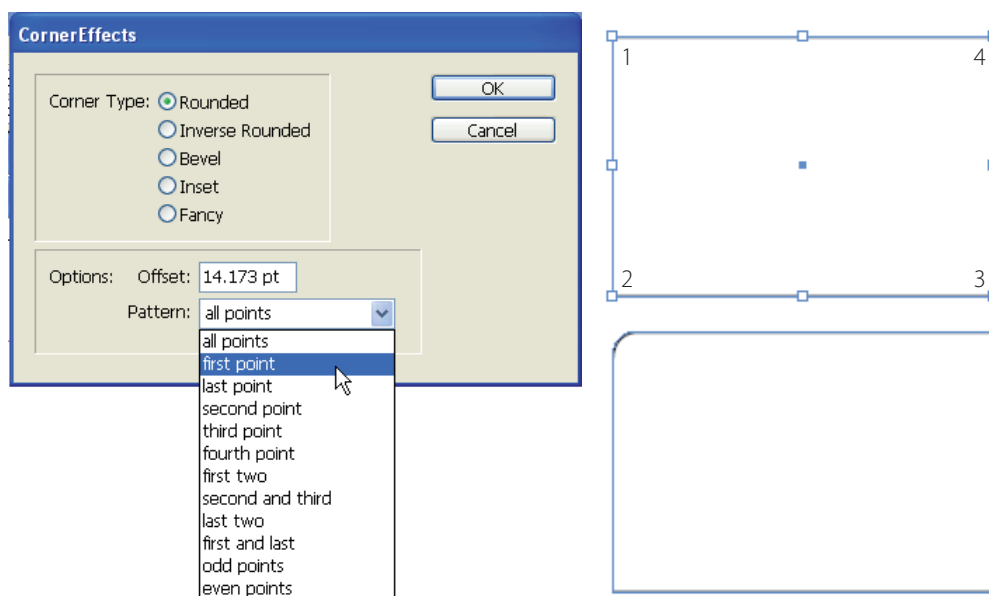 CornerEffects
Corner Type: Rounded
Inverse Rounded
Bevel
Inset
Fancy
OK
Cancel
Options: Offset: 14.173 pt
Pattern: all points
all points
first point
last point
second point
third point
fourth point
first two
second and third
last two
first and last
odd points
even points
1 4
2 3